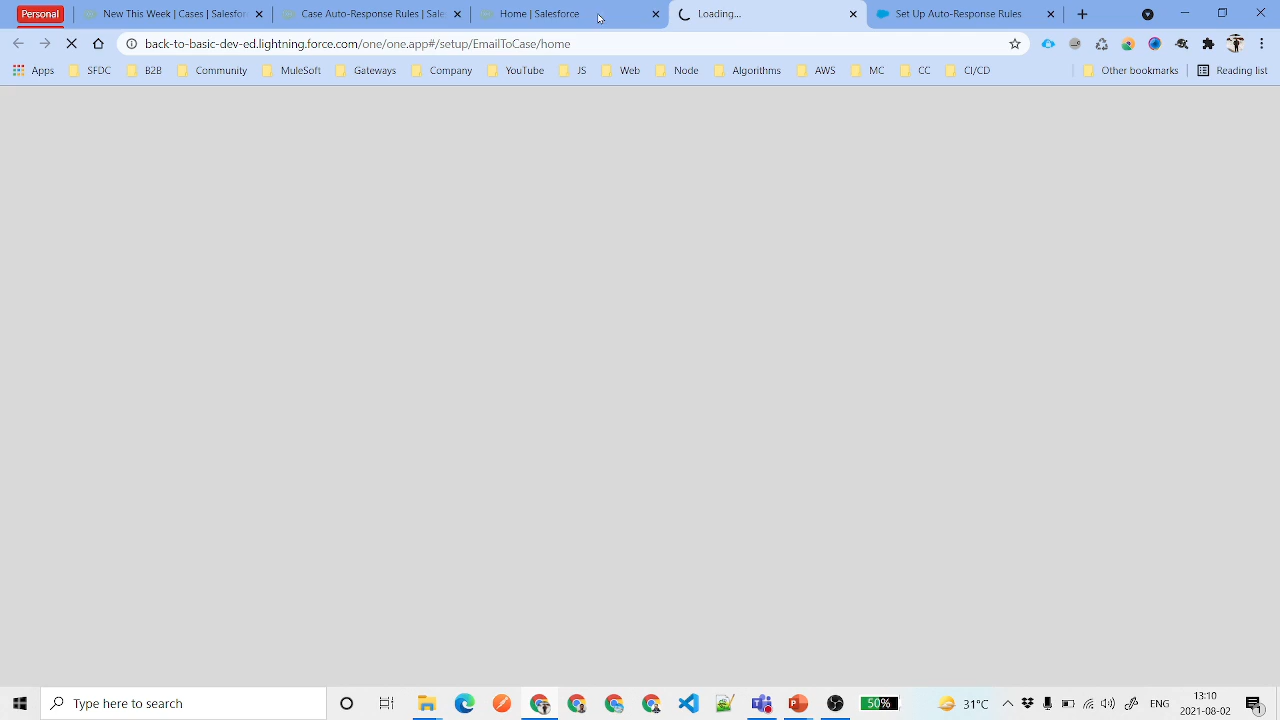 Personal
New This Week | Cases | Salesfor
Case Auto-Response Rules | Sale
Home | Salesforce
Loading...
Set Up Auto-Response Rules
back-to-basic-dev-ed.lightning.force.com/one/one.app#/setup/EmailToCase/home
Apps
SFDC
B2B
Community
MuleSoft
Gateways
Company
YouTube
JS
Web
Node
Algorithms
AWS
MC
CC
CI/CD
Other bookmarks
Reading list
Type here to search
50%
31°C
ENG
13:10
2021-08-02